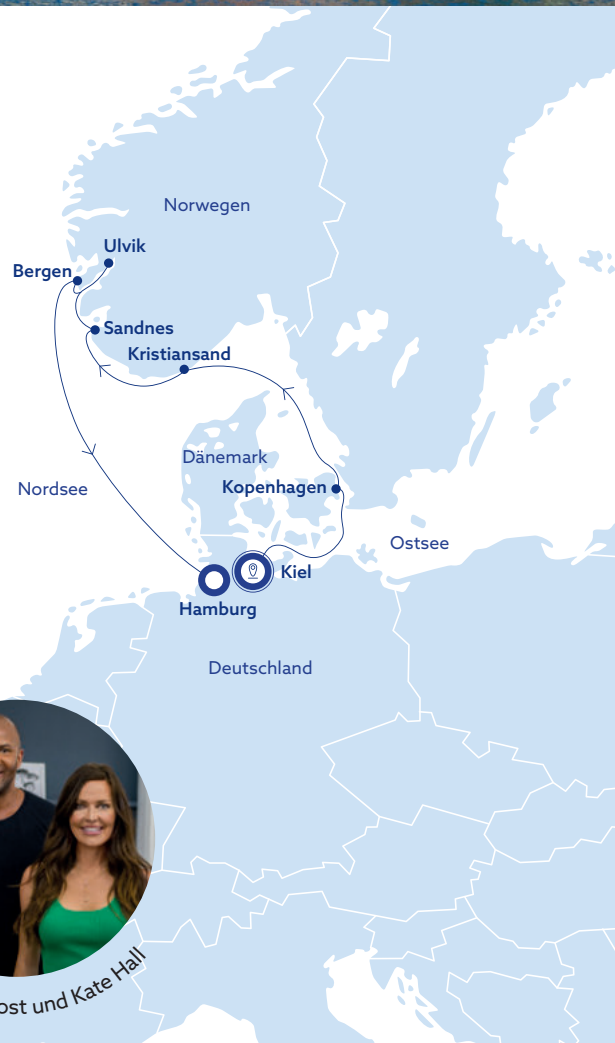 Norwegen
Ulvik
Bergen
Sandnes
Kristiansand
Dänemark
Nordsee
Kopenhagen
Ostsee
Kiel
Hamburg
Deutschland
ost und Kate Hall